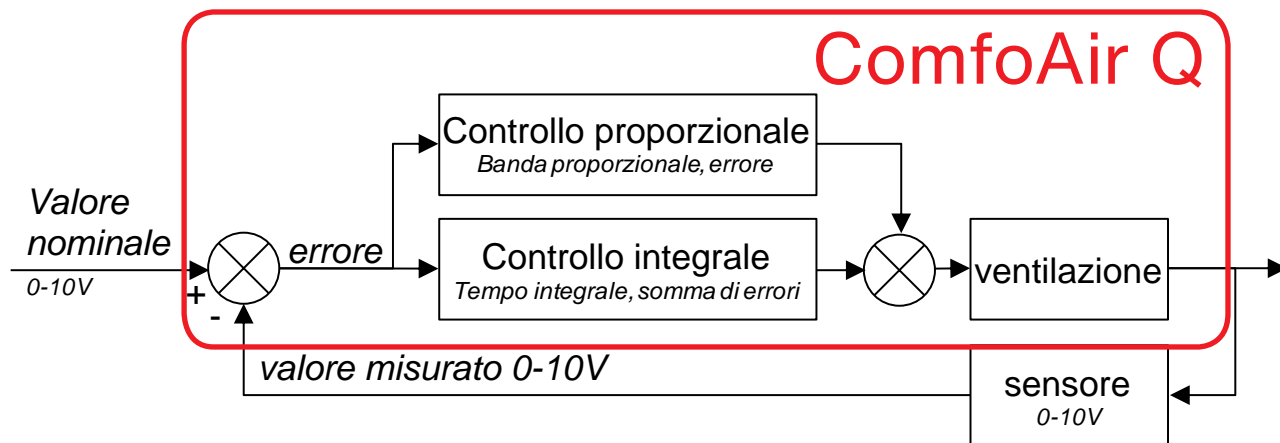 ComfoAir Q
Controllo proporzionale
Banda proporzionale, errore
Valore
nominale
0-10V
+
-
errore
Controllo integrale
Tempo integrale, somma di errori
ventilazione
valore misurato 0-10V
sensore
0-10V